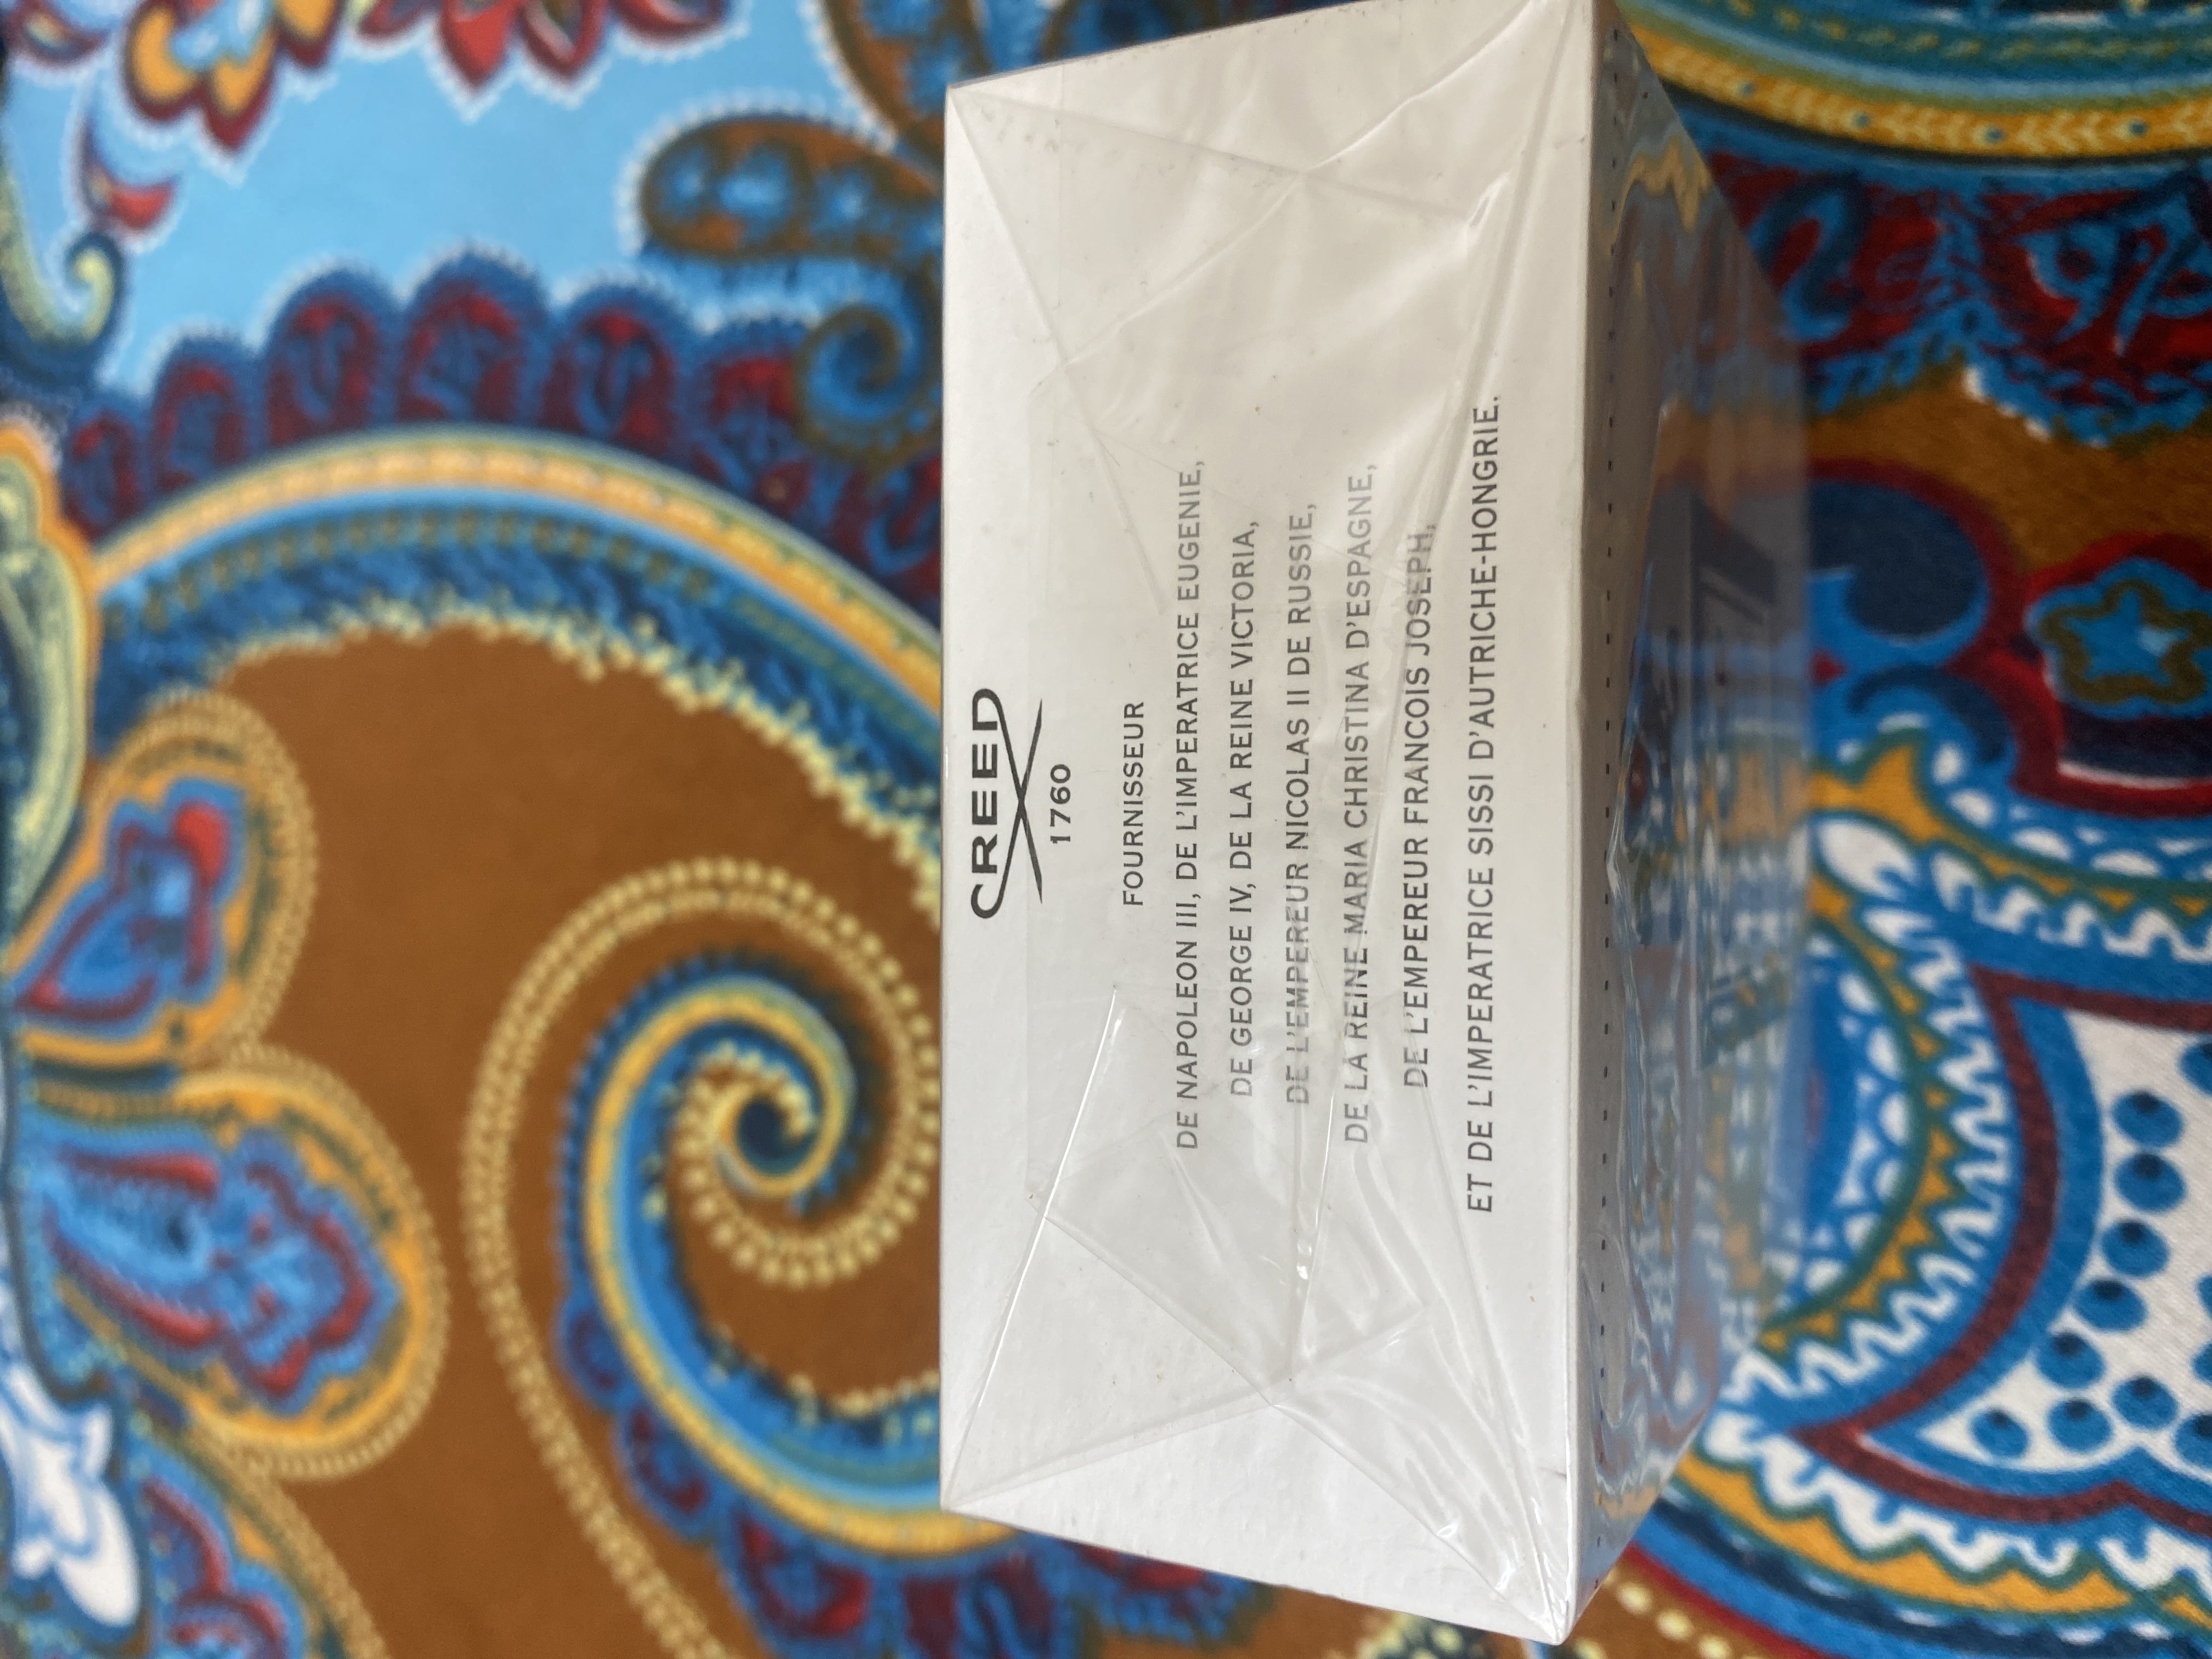 CREED
1760
FOURNISSEUR
DE NAPOLEON III, DE L'IMPERATRICE EUGENIE,
DE GEORGE IV, DE LA REINE VICTORIA,
DE L'EMPEREUR NICOLAS II DE RUSSIE,
DE LA REINE MARIA CHRISTINA D'ESPAGNE,
DE L'EMPEREUR FRANCOIS JOSEPH,
ET DE L'IMPERATRICE SISSI D'AUTRICHE-HONGRIE.